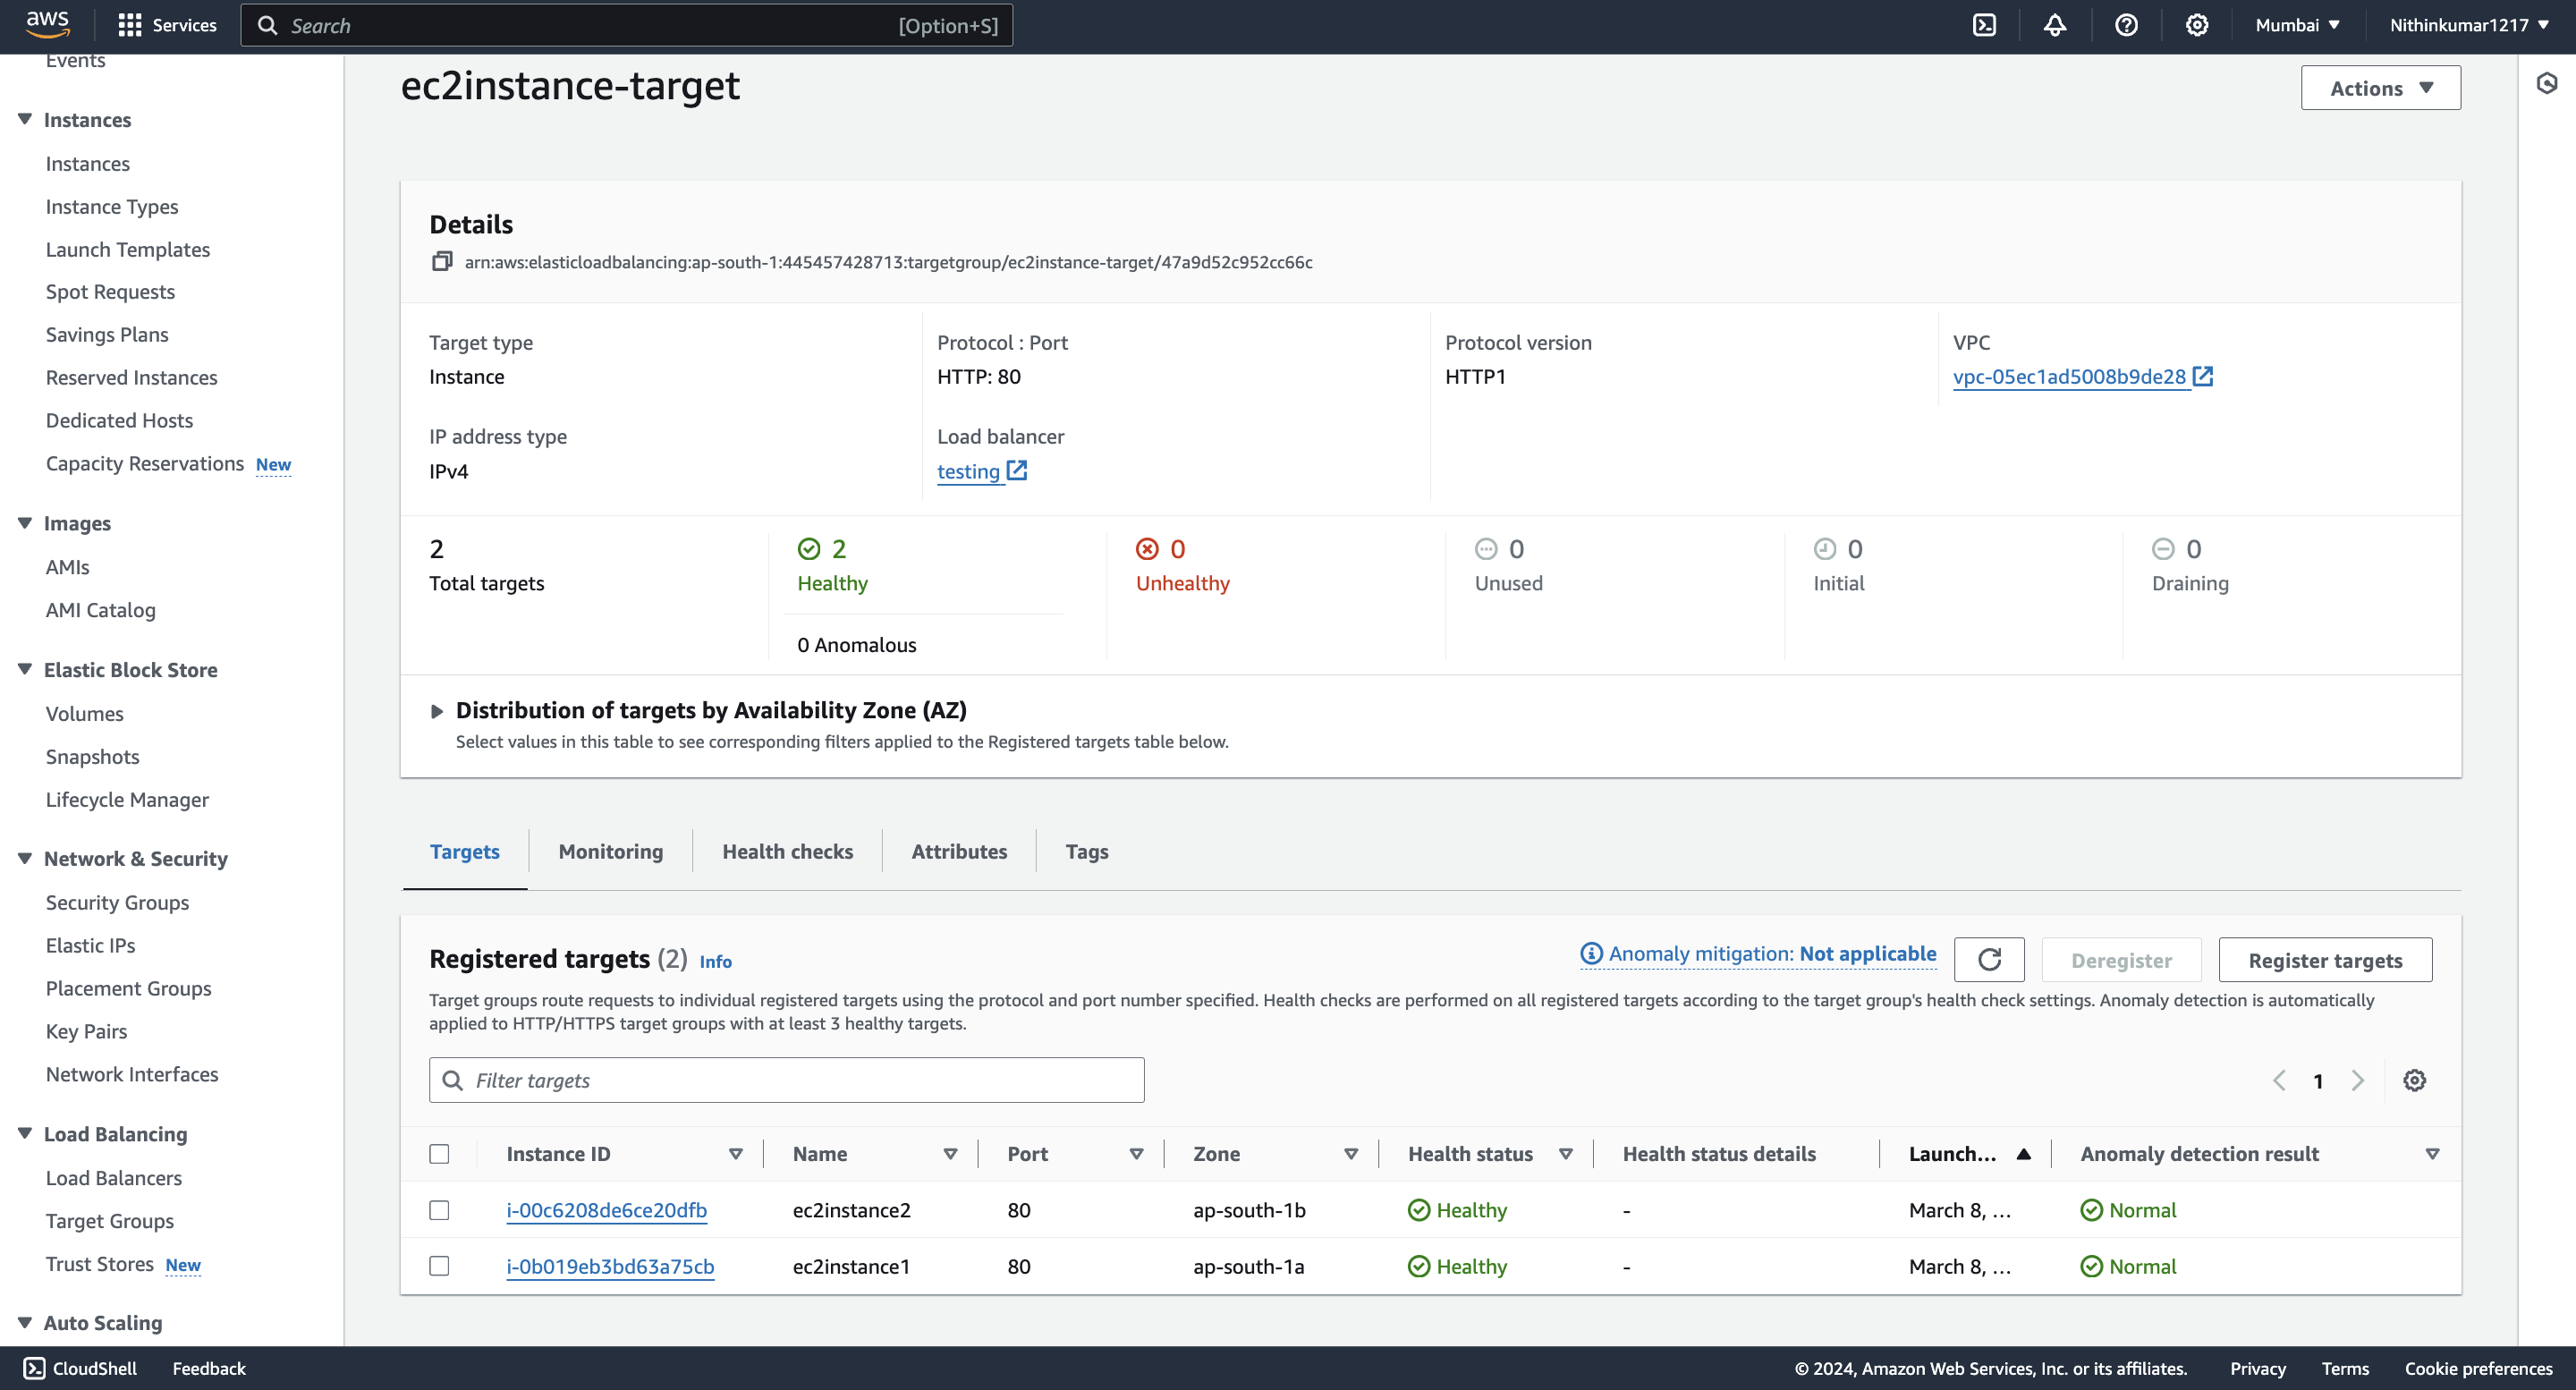 aws
Services
Search
[Option+S]
Mumbai
Nithinkumar1217
Events
Instances
Instances
Instance Types
Launch Templates
Spot Requests
Savings Plans
Reserved Instances
Dedicated Hosts
Capacity Reservations New
Images
AMIs
AMI Catalog
Elastic Block Store
Volumes
Snapshots
Lifecycle Manager
Network & Security
Security Groups
Elastic IPs
Placement Groups
Key Pairs
Network Interfaces
Load Balancing
Load Balancers
Target Groups
Trust Stores New
Auto Scaling
ec2instance-target
Actions
Details
arn:aws:elasticloadbalancing:ap-south-1:445457428713:targetgroup/ec2instance-target/47a9d52c952cc66c
Target type
Instance
Protocol : Port
HTTP: 80
Protocol version
HTTP1
VPC
vpc-05ec1ad5008b9de28
IP address type
IPv4
Load balancer
testing
2
Total targets
2
Healthy
0 Anomalous
0
Unhealthy
0
Unused
0
Initial
0
Draining
Distribution of targets by Availability Zone (AZ)
Select values in this table to see corresponding filters applied to the Registered targets table below.
Targets
Monitoring
Health checks
Attributes
Tags
Registered targets (2) Info
Anomaly mitigation: Not applicable
Deregister
Register targets
Target groups route requests to individual registered targets using the protocol and port number specified. Health checks are performed on all registered targets according to the target group's health check settings. Anomaly detection is automatically
applied to HTTP/HTTPS target groups with at least 3 healthy targets.
Filter targets
1
Instance ID Name Port Zone Health status Health status details Launch... Anomaly detection result
i-00c6208de6ce20dfb ec2instance2 80 ap-south-1b Healthy - March 8, ... Normal
i-0b019eb3bd63a75cb ec2instance1 80 ap-south-1a Healthy - March 8, ... Normal
CloudShell
Feedback
© 2024, Amazon Web Services, Inc. or its affiliates.
Privacy
Terms
Cookie preferences